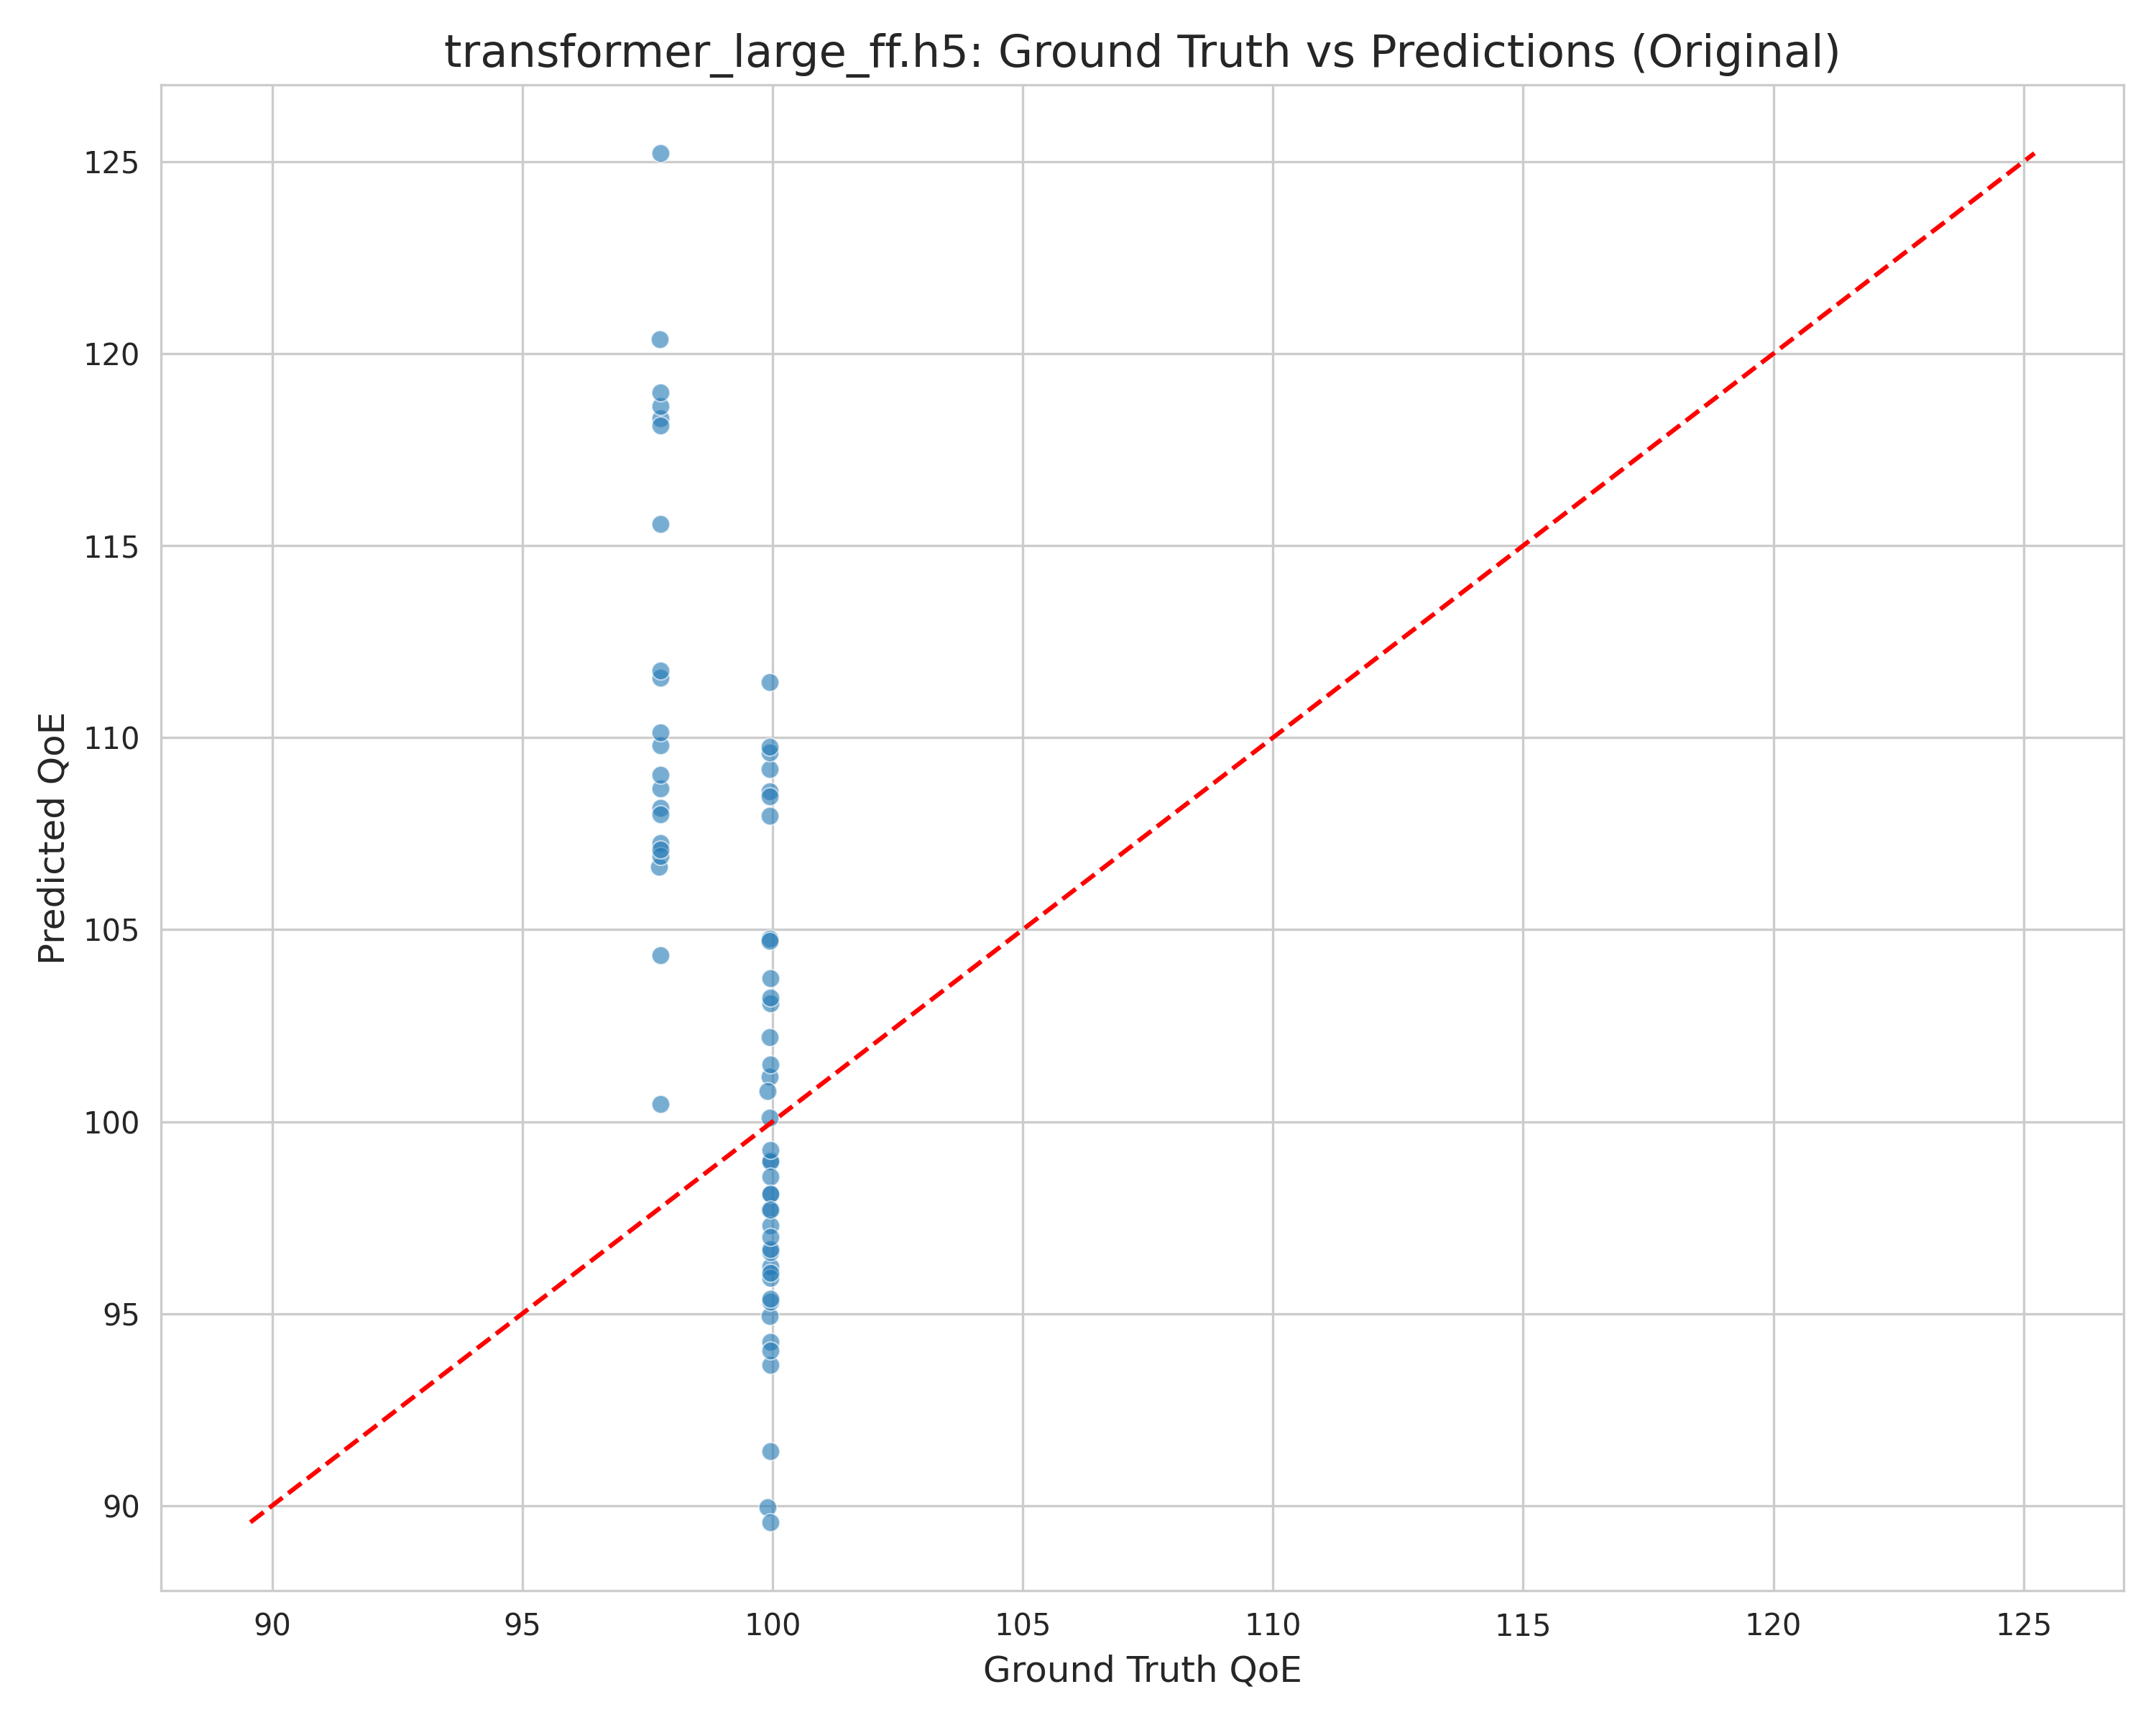 transformer_large_ff.h5: Ground Truth vs Predictions (Original)
Predicted QoE
125
120
115
110
105
100
95
90
90 95 100 105 110 115 120 125
Ground Truth QoE